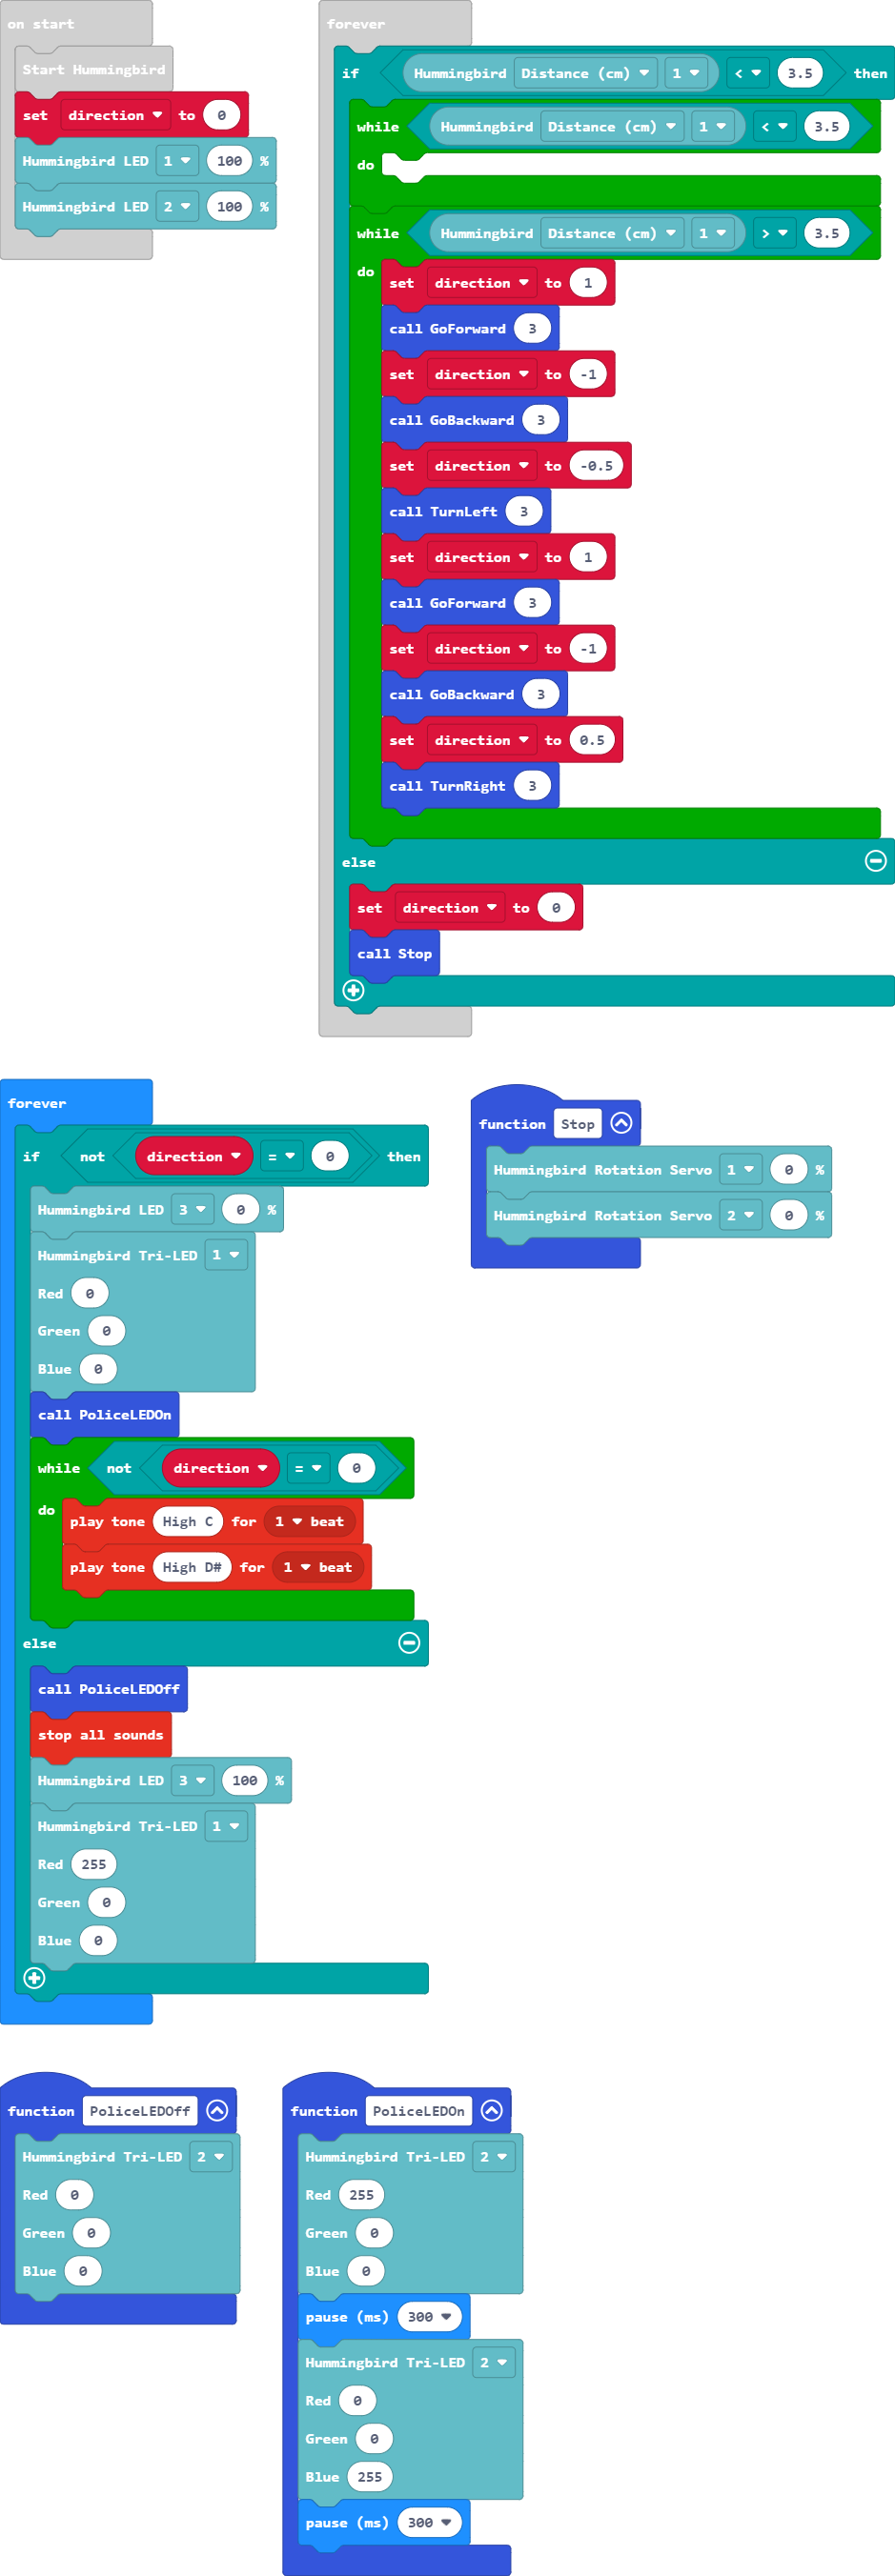 on start
Start Hummingbird
set direction to 0
Hummingbird LED 1 100 %
Hummingbird LED 2 100 %
forever
if Hummingbird Distance (cm) 1 < 3.5 then
while Hummingbird Distance (cm) 1 < 3.5
do
while Hummingbird Distance (cm) 1 > 3.5
do set direction to 1
call GoForward 3
set direction to -1
call GoBackward 3
set direction to -0.5
call TurnLeft 3
set direction to 1
call GoForward 3
set direction to -1
call GoBackward 3
set direction to 0.5
call TurnRight 3
else
set direction to 0
call Stop
forever
if not direction = 0 then
Hummingbird LED 3 0 %
Hummingbird Tri-LED 1
Red 0
Green 0
Blue 0
call PoliceLEDOn
while not direction = 0
do play tone High C for 1 beat
play tone High D# for 1 beat
else
call PoliceLEDOff
stop all sounds
Hummingbird LED 3 100 %
Hummingbird Tri-LED 1
Red 255
Green 0
Blue 0
function Stop
Hummingbird Rotation Servo 1 0 %
Hummingbird Rotation Servo 2 0 %
function PoliceLEDOff
Hummingbird Tri-LED 2
Red 0
Green 0
Blue 0
function PoliceLEDOn
Hummingbird Tri-LED 2
Red 255
Green 0
Blue 0
pause (ms) 300
Hummingbird Tri-LED 2
Red 0
Green 0
Blue 255
pause (ms) 300